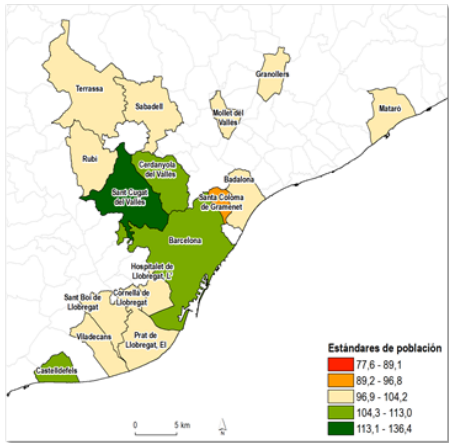 Granollers
Terrassa
Sabadell
Mataró
Mollet del
Vallès
Rubí
Cerdanyola
del Vallès
Badalona
Sant Cugat
del Vallès
Santa Coloma
de Gramenet
Barcelona
Hospitalet de
Llobregat, L'
Cornellà de
Llobregat
Sant Boi de
Llobregat
Viladecans
Prat de
Llobregat, El
Castelldefels
Estándares de población
77,6 - 89,1
89,2 - 96,8
96,9 - 104,2
104,3 - 113,0
113,1 - 136,4
0 5 km